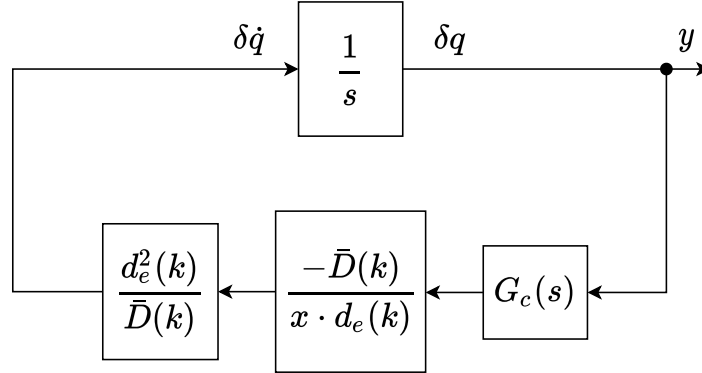 δq̇
1/s
δq
y
d_e^2(k)/D̄(k)
-D̄(k)/(x · d_e(k))
G_c(s)